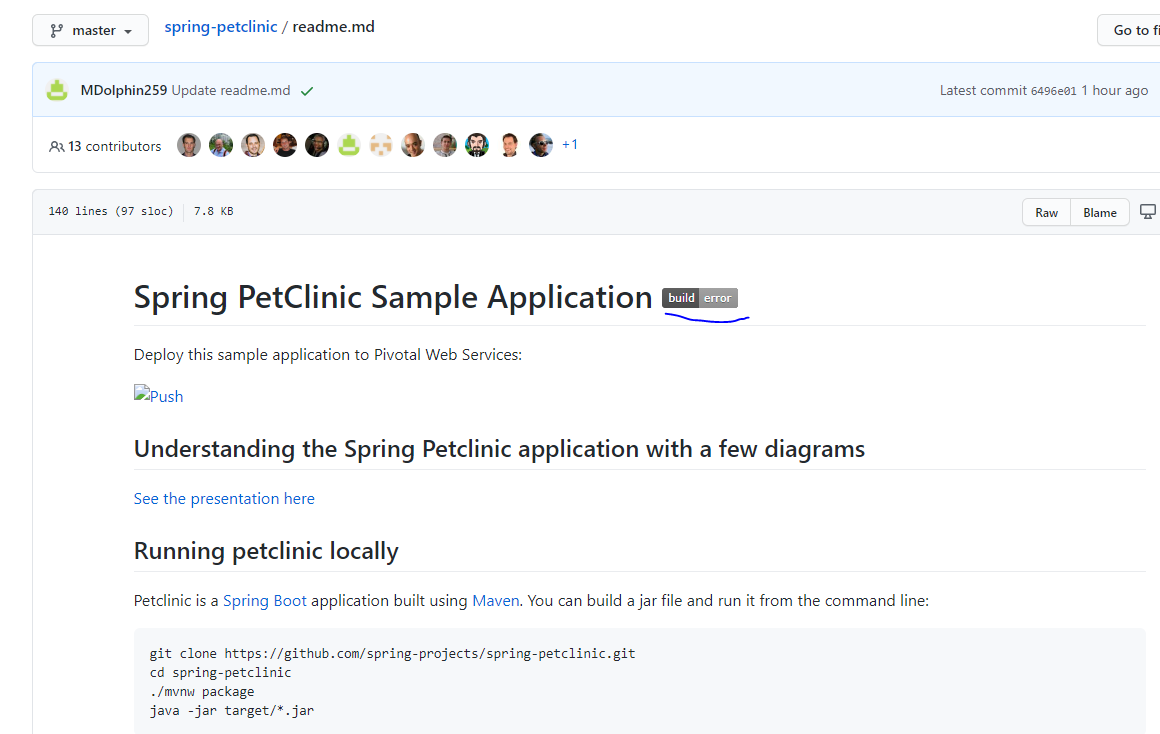 master
spring-petclinic / readme.md
Go to fi
MDolphin259 Update readme.md
Latest commit 6496e01 1 hour ago
13 contributors
+1
140 lines (97 sloc) 7.8 KB
Raw Blame
Spring PetClinic Sample Application build error
Deploy this sample application to Pivotal Web Services:
Push
Understanding the Spring Petclinic application with a few diagrams
See the presentation here
Running petclinic locally
Petclinic is a Spring Boot application built using Maven. You can build a jar file and run it from the command line:
git clone https://github.com/spring-projects/spring-petclinic.git
cd spring-petclinic
./mvnw package
java -jar target/*.jar